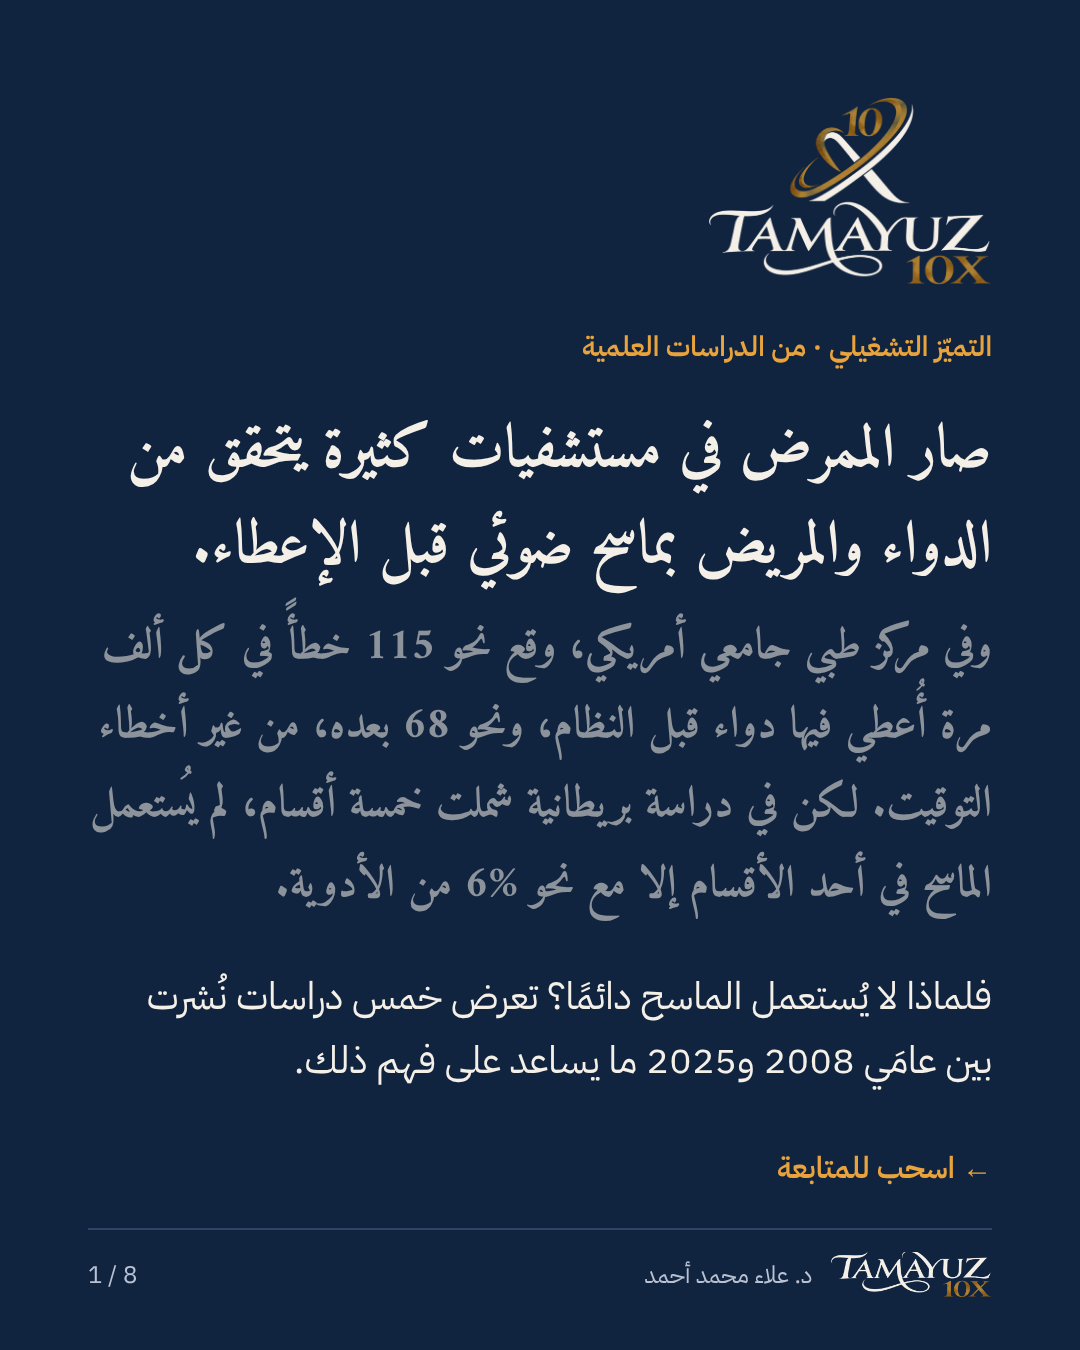 10
TAMAYUZ
10X
التميّز التشغيلي · من الدراسات العلمية
صار الممرض في مستشفيات كثيرة يتحقق من
الدواء والمريض بماسح ضوئي قبل الإعطاء.
وفي مركز طبي جامعي أمريكي، وقع نحو 115 خطأً في كل ألف
مرة أُعطي فيها دواء قبل النظام، ونحو 68 بعده، من غير أخطاء
التوقيت. لكن في دراسة بريطانية شملت خمسة أقسام، لم يُستعمل
الماسح في أحد الأقسام إلا مع نحو 6% من الأدوية.
فلماذا لا يُستعمل الماسح دائمًا؟ تعرض خمس دراسات نُشرت
بين عامَي 2008 و2025 ما يساعد على فهم ذلك.
← اسحب للمتابعة
TAMAYUZ
10X
د. علاء محمد أحمد
1 / 8